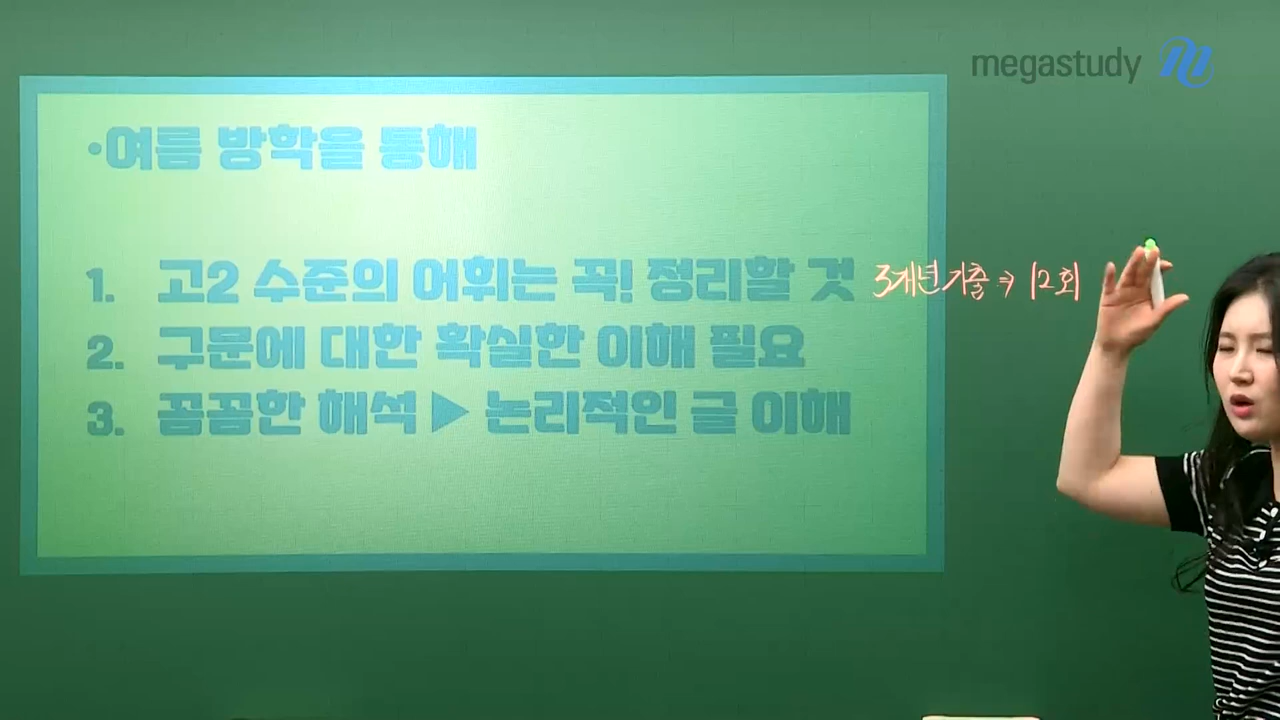 megastudy
·여름 방학을 통해
1. 고2 수준의 어휘는 꼭! 정리할 것 3개년 기출 ⇒ 12회
2. 구문에 대한 확실한 이해 필요
3. 꼼꼼한 해석 ▶ 논리적인 글 이해